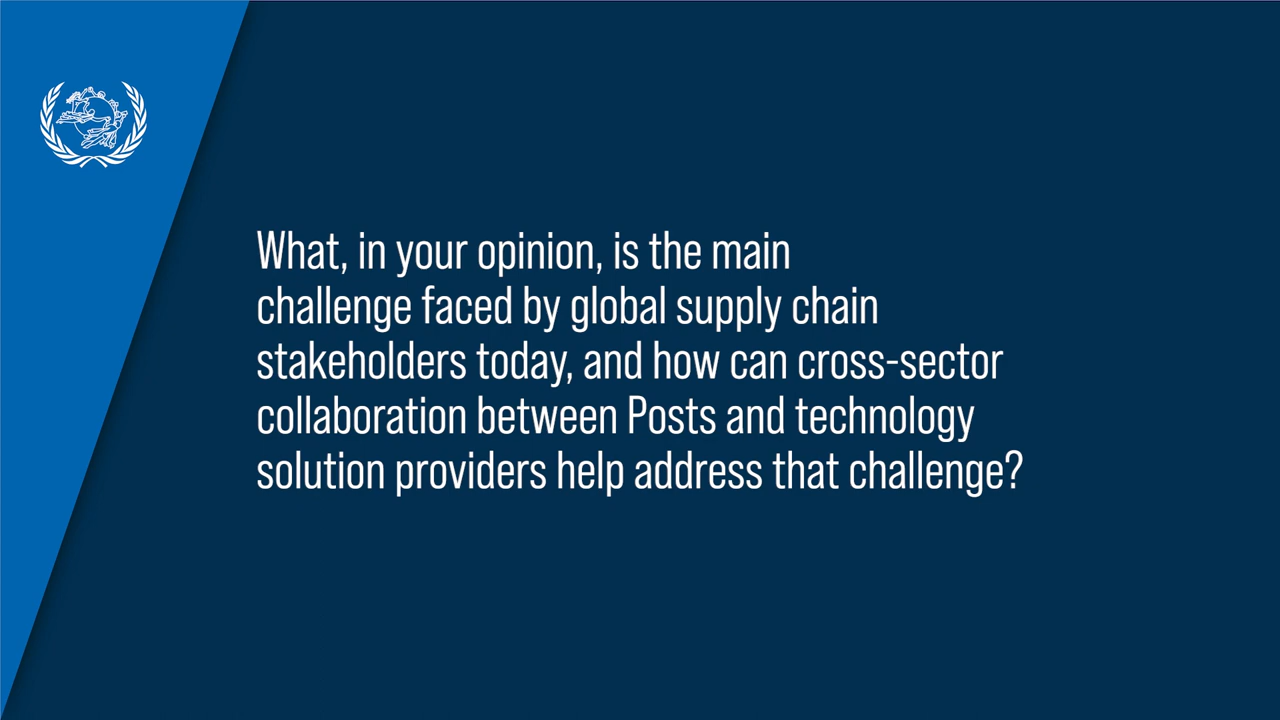 What, in your opinion, is the main
challenge faced by global supply chain
stakeholders today, and how can cross-sector
collaboration between Posts and technology
solution providers help address that challenge?